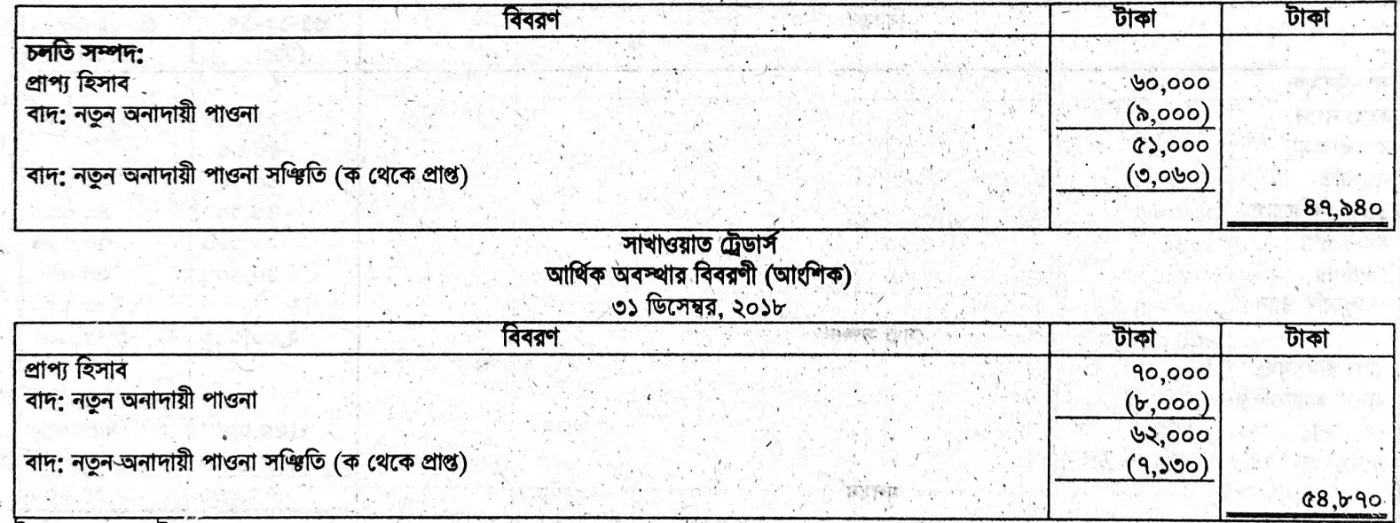 বিবরণ টাকা টাকা
চলতি সম্পদ:
প্রাপ্য হিসাব ৬০,০০০
বাদ: নতুন অনাদায়ী পাওনা (৯,০০০)
৫১,০০০
বাদ: নতুন অনাদায়ী পাওনা সঞ্চিতি (ক থেকে প্রাপ্ত) (৩,০৬০)
৪৭,৯৪০
সাখাওয়াত ট্রেডার্স
আর্থিক অবস্থার বিবরণী (আংশিক)
৩১ ডিসেম্বর, ২০১৮
বিবরণ টাকা টাকা
প্রাপ্য হিসাব ৭০,০০০
বাদ: নতুন অনাদায়ী পাওনা (৮,০০০)
৬২,০০০
বাদ: নতুন অনাদায়ী পাওনা সঞ্চিতি (ক থেকে প্রাপ্ত) (৭,১৩০)
৫৪,৮৭০